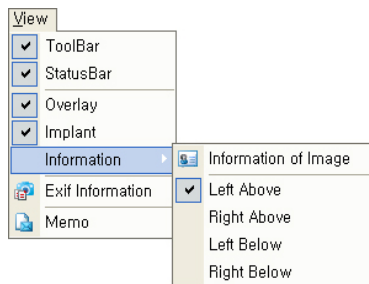 View
ToolBar
StatusBar
Overlay
Implant
Information
Exif Information
Memo
Information of Image
Left Above
Right Above
Left Below
Right Below